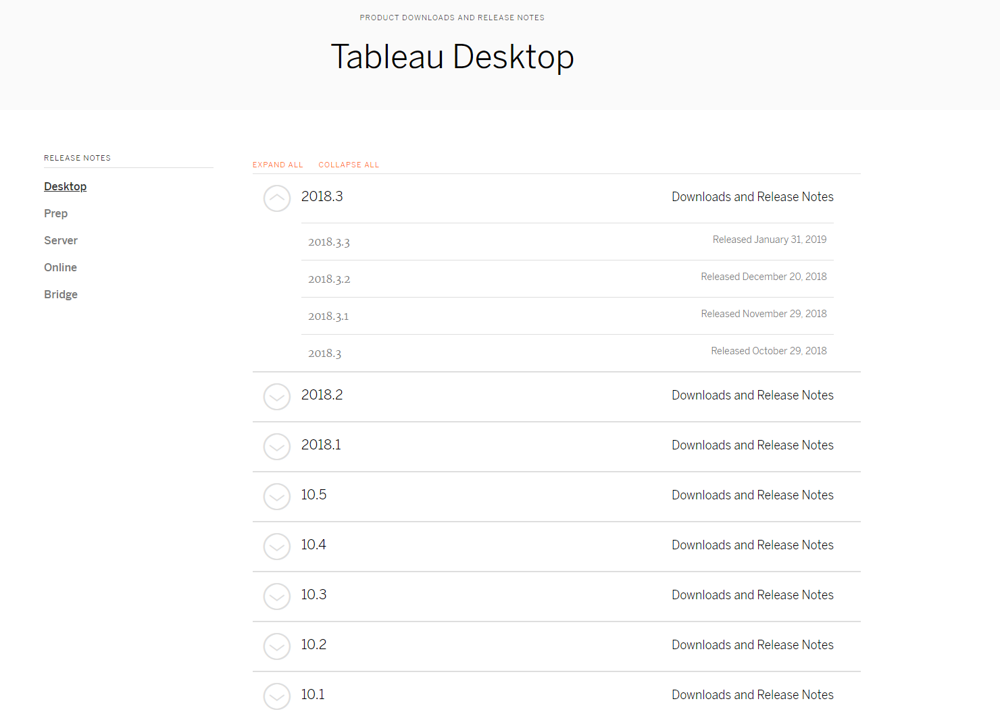 PRODUCT DOWNLOADS AND RELEASE NOTES
Tableau Desktop
RELEASE NOTES
Desktop
Prep
Server
Online
Bridge
EXPAND ALL COLLAPSE ALL
2018.3 Downloads and Release Notes
2018.3.3 Released January 31, 2019
2018.3.2 Released December 20, 2018
2018.3.1 Released November 29, 2018
2018.3 Released October 29, 2018
2018.2 Downloads and Release Notes
2018.1 Downloads and Release Notes
10.5 Downloads and Release Notes
10.4 Downloads and Release Notes
10.3 Downloads and Release Notes
10.2 Downloads and Release Notes
10.1 Downloads and Release Notes